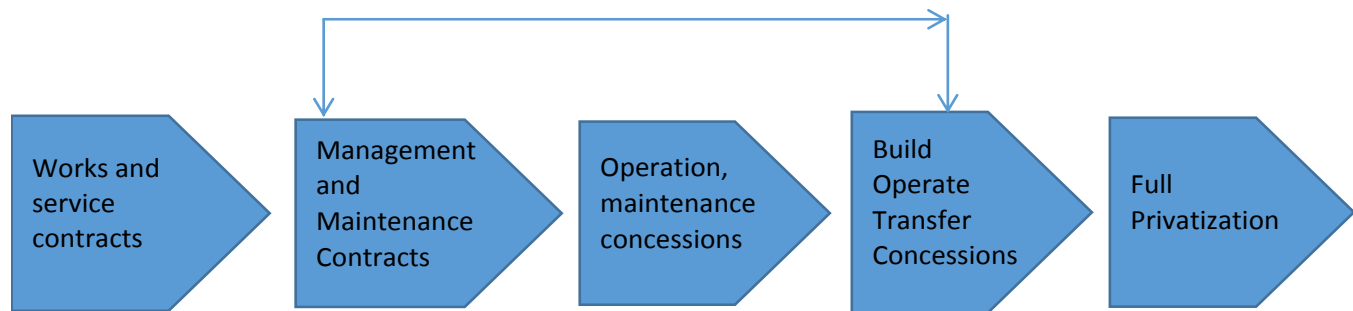 Works and
service
contracts
Management
and
Maintenance
Contracts
Operation,
maintenance
concessions
Build
Operate
Transfer
Concessions
Full
Privatization